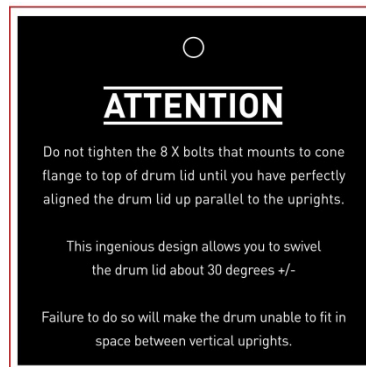 ATTENTION
Do not tighten the 8 X bolts that mounts to cone
flange to top of drum lid until you have perfectly
aligned the drum lid up parallel to the uprights.
This ingenious design allows you to swivel
the drum lid about 30 degrees +/-
Failure to do so will make the drum unable to fit in
space between vertical uprights.